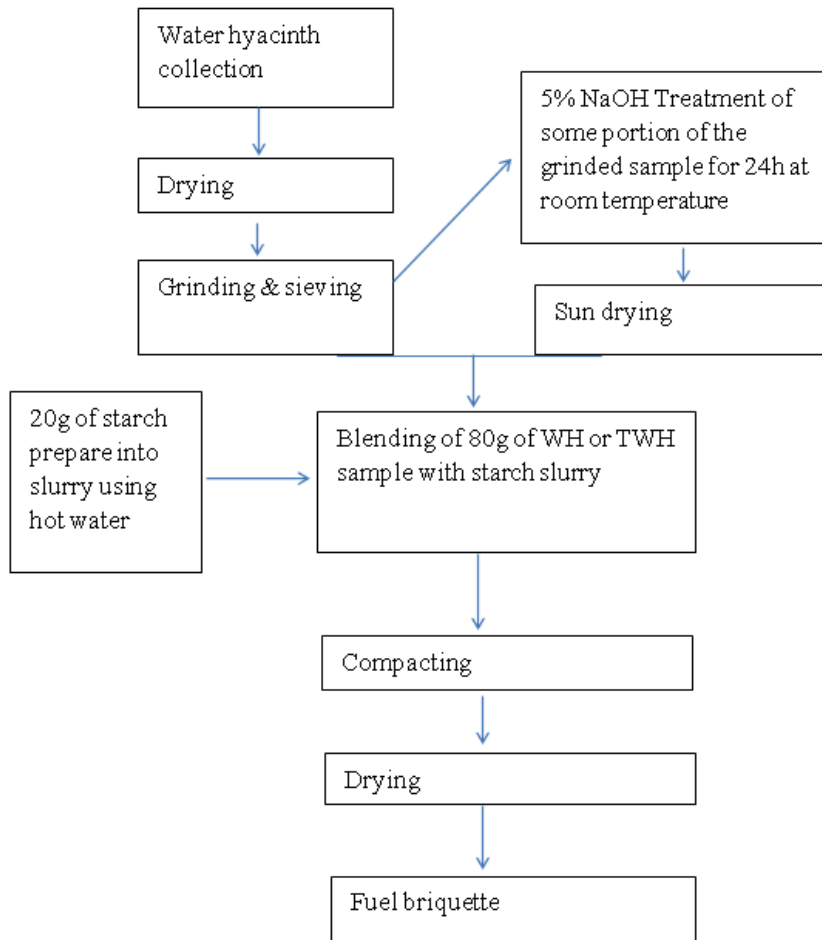 Water hyacinth
collection
5% NaOH Treatment of
some portion of the
grinded sample for 24h at
room temperature
Drying
Grinding & sieving
Sun drying
20g of starch
prepare into
slurry using
hot water
Blending of 80g of WH or TWH
sample with starch slurry
Compacting
Drying
Fuel briquette